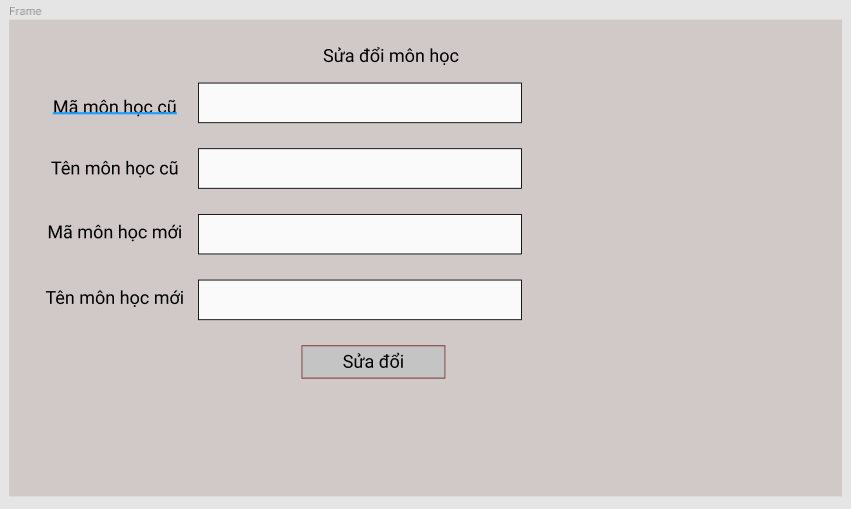 Frame
Sửa đổi môn học
Mã môn học cũ
Tên môn học cũ
Mã môn học mới
Tên môn học mới
Sửa đổi